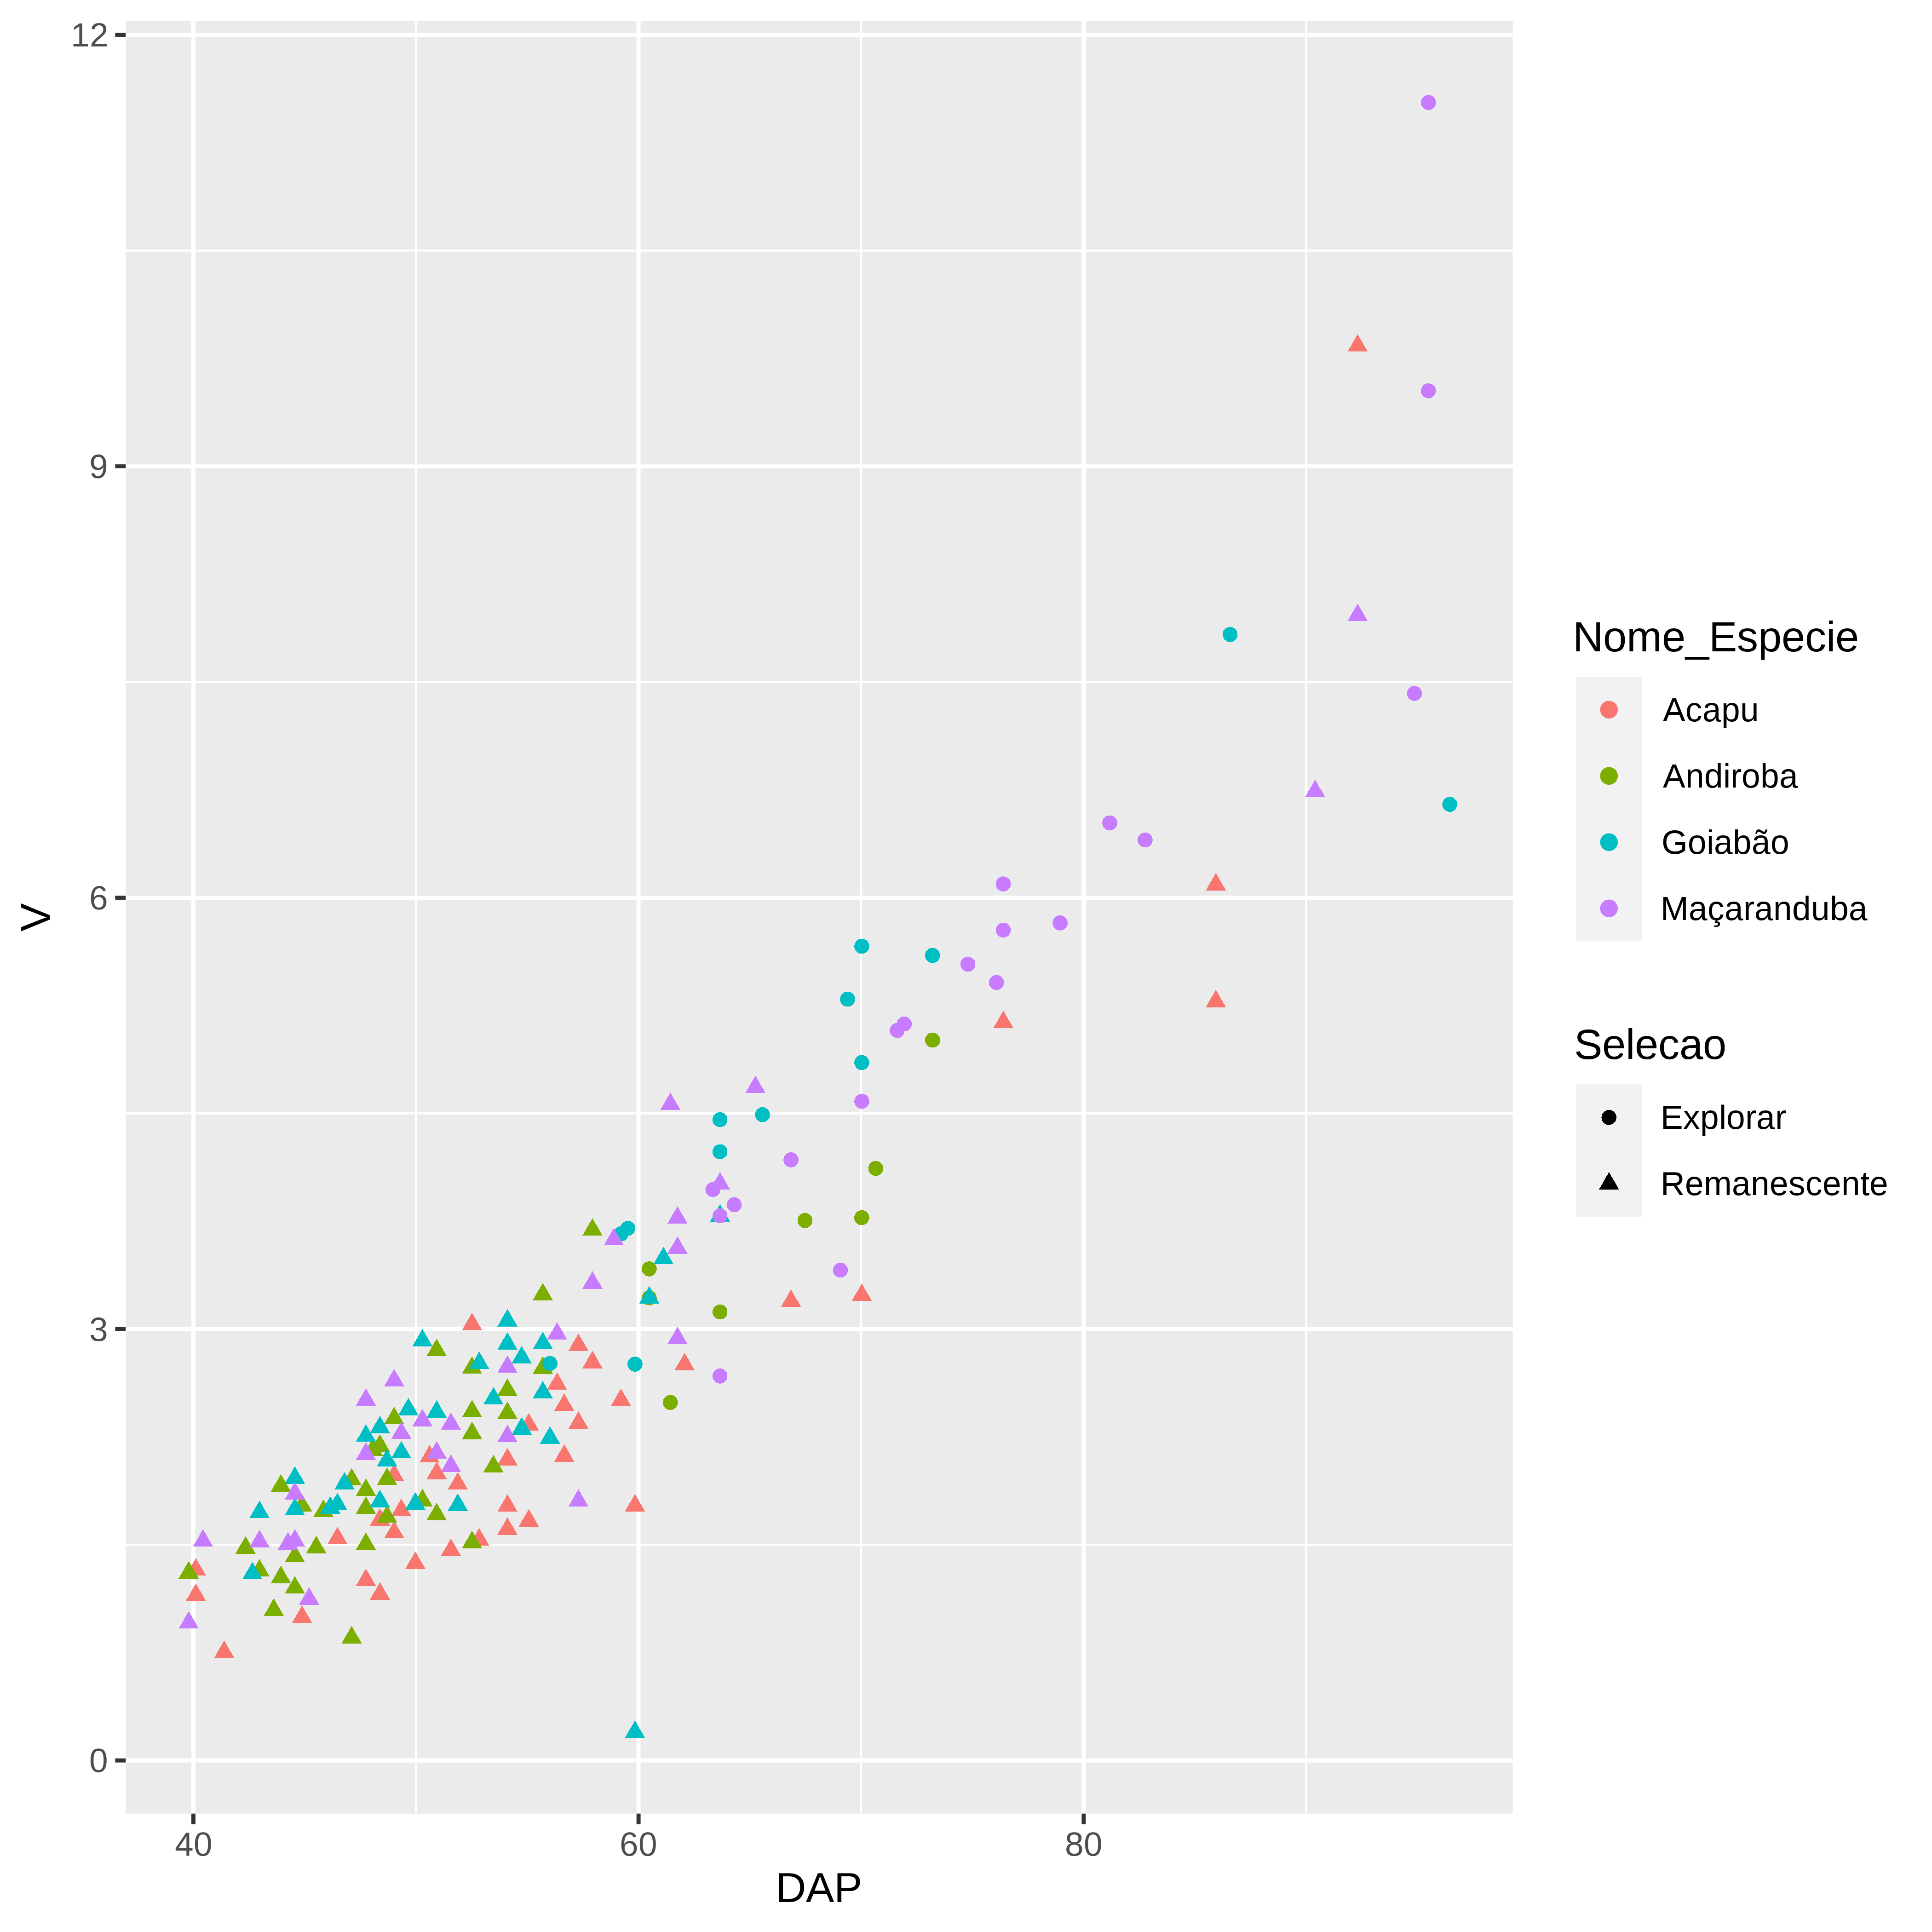 12
9
6
3
0
V
40
60
80
DAP
Nome_Especie
Acapu
Andiroba
Goiabão
Maçaranduba
Selecao
Explorar
Remanescente